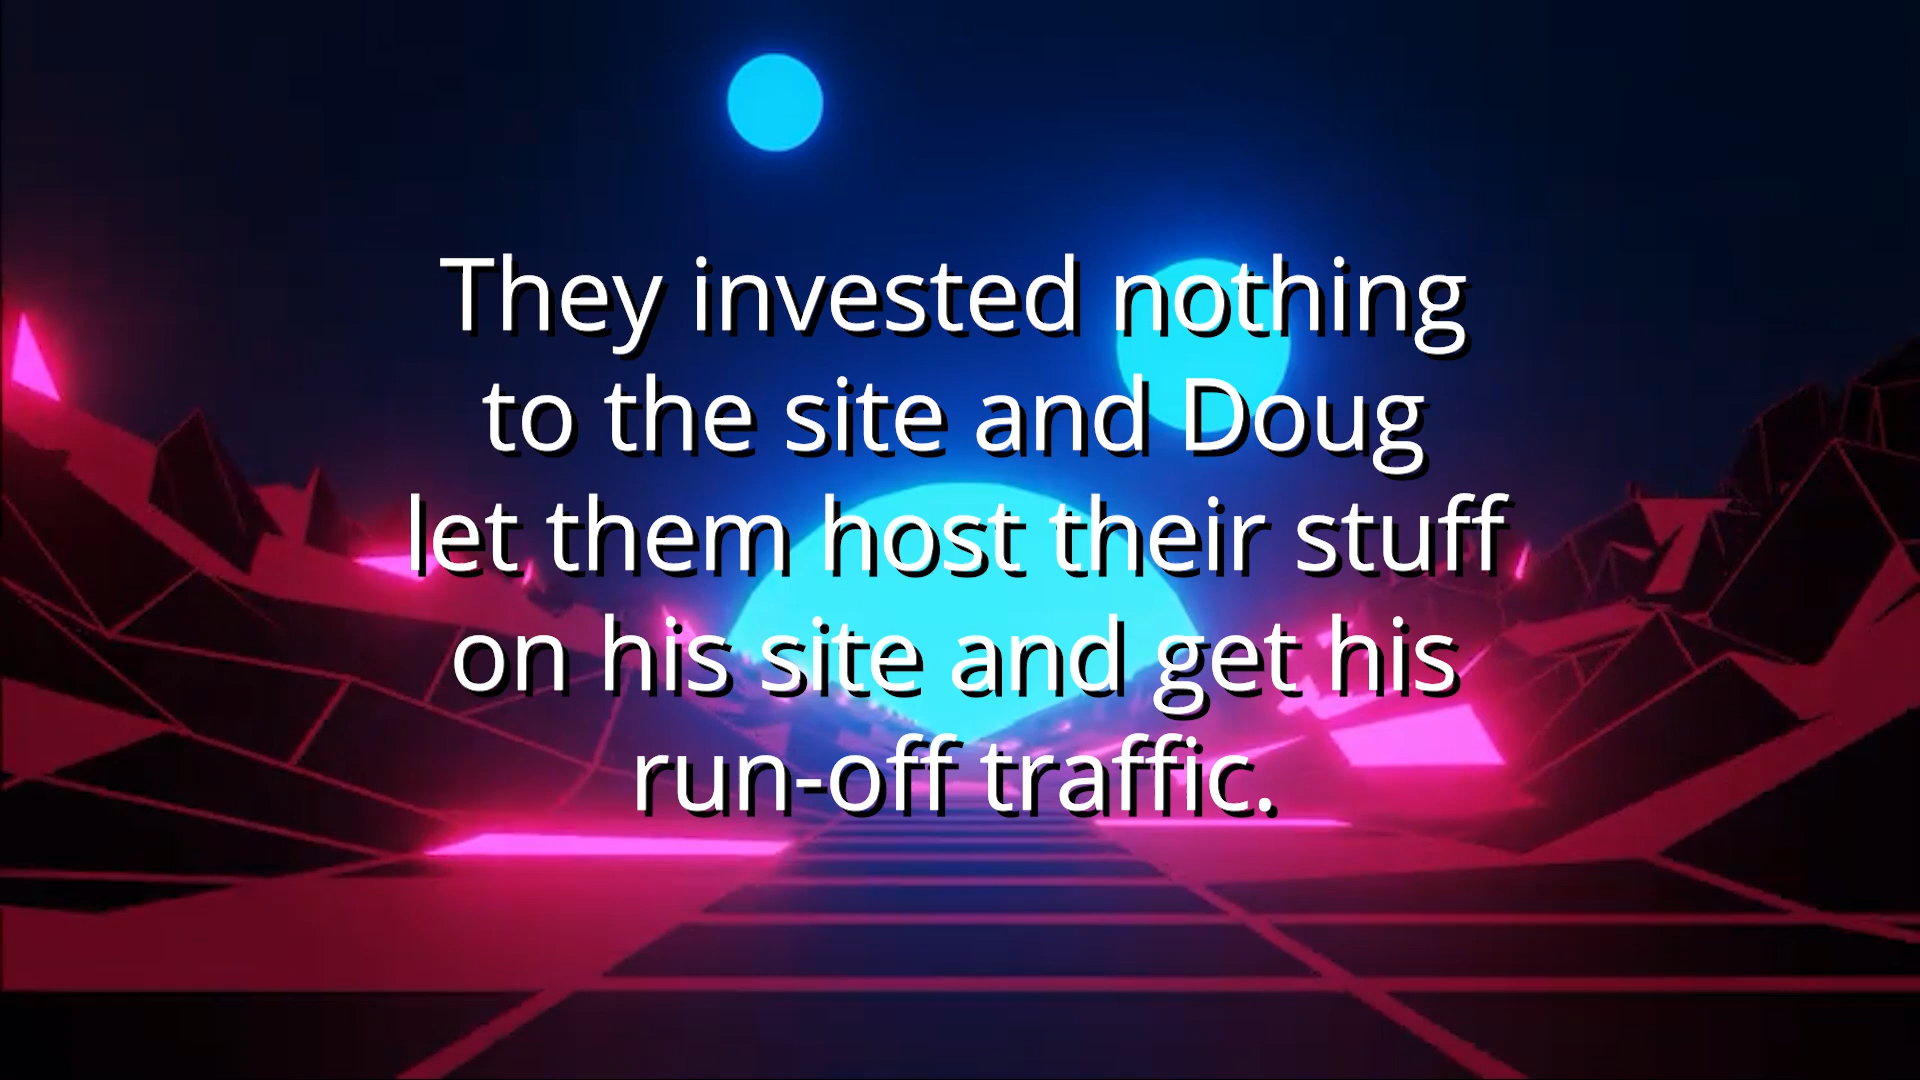 They invested nothing
to the site and Doug
let them host their stuff
on his site and get his
run-off traffic.